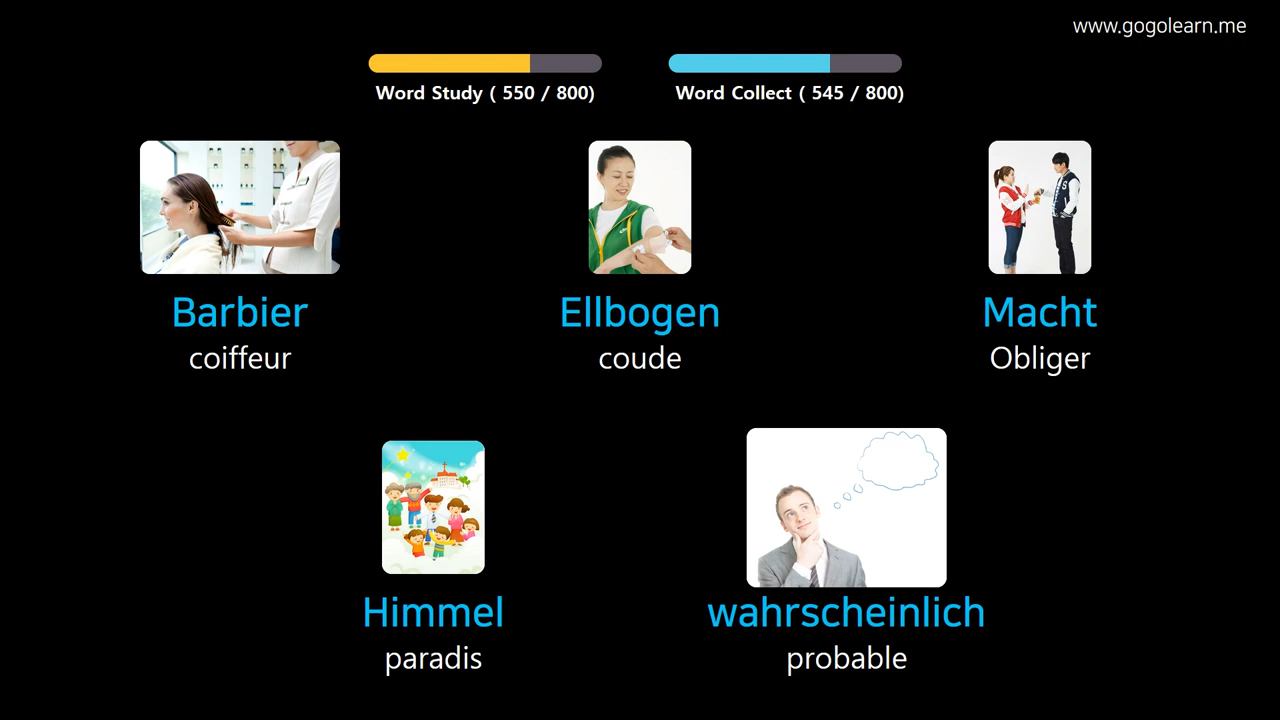 www.gogolearn.me
Word Study ( 550 / 800)
Word Collect ( 545 / 800)
Barbier
coiffeur
Ellbogen
coude
Macht
Obliger
Himmel
paradis
wahrscheinlich
probable